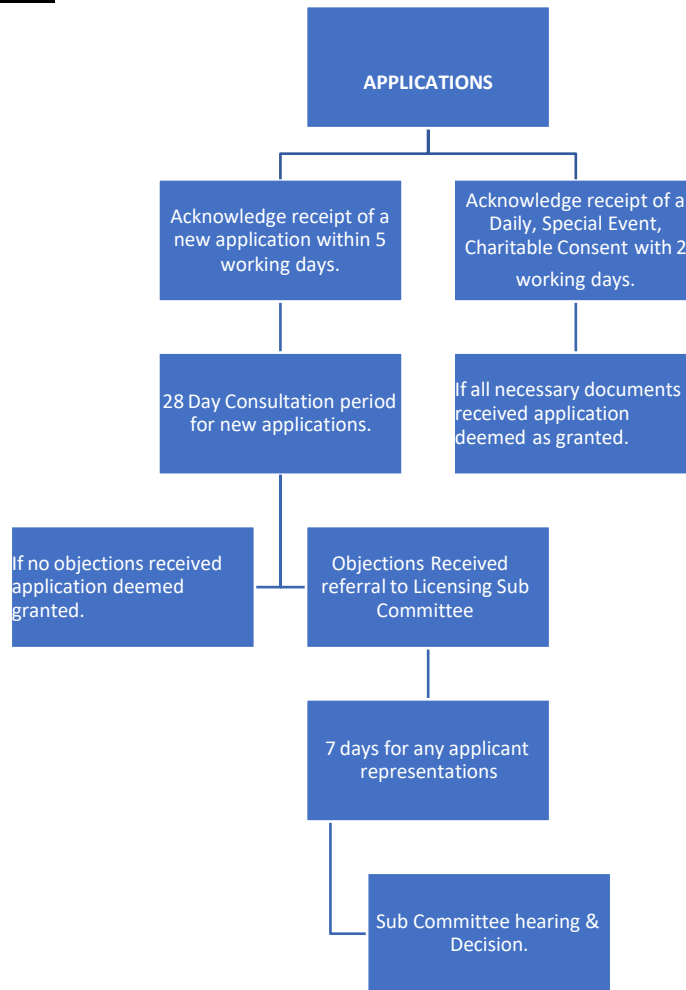 APPLICATIONS
Acknowledge receipt of a
new application within 5
working days.
Acknowledge receipt of a
Daily, Special Event,
Charitable Consent with 2
working days.
28 Day Consultation period
for new applications.
If all necessary documents
received application
deemed as granted.
If no objections received
application deemed
granted.
Objections Received
referral to Licensing Sub
Committee
7 days for any applicant
representations
Sub Committee hearing &
Decision.